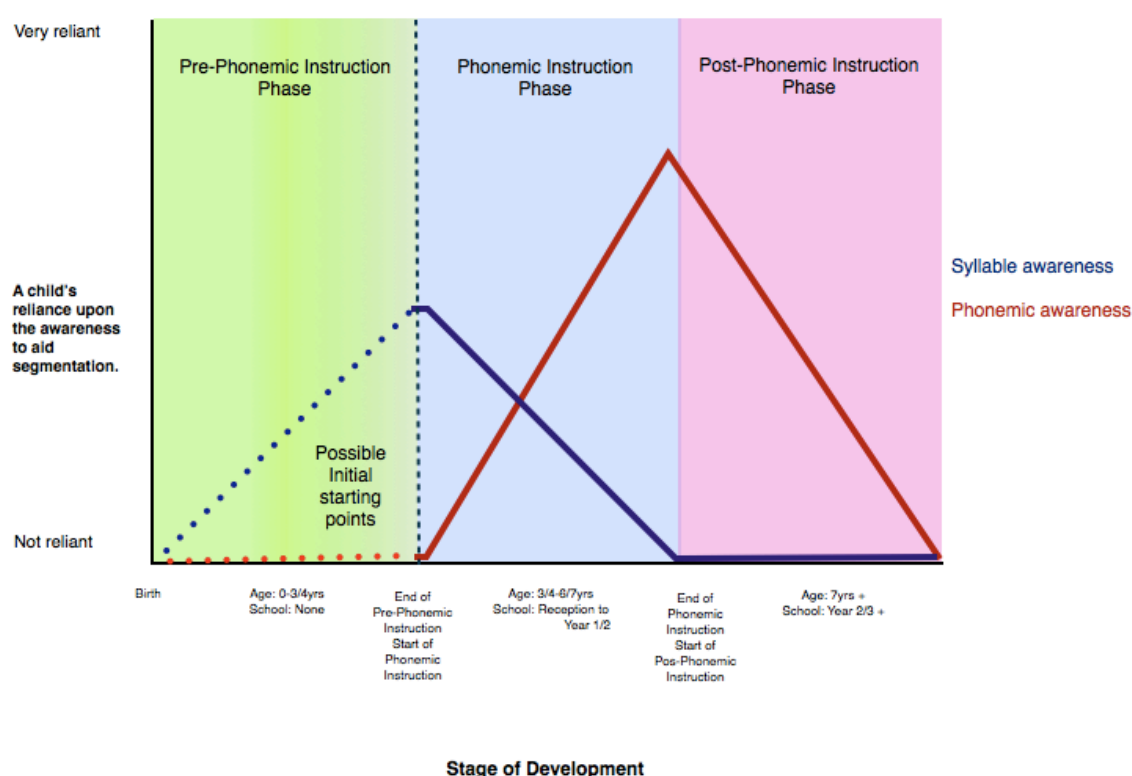 Very reliant
Pre-Phonemic Instruction
Phase
Phonemic Instruction
Phase
Post-Phonemic Instruction
Phase
A child's
reliance upon
the awareness
to aid
segmentation.
Syllable awareness
Phonemic awareness
Possible
Initial
starting
points
Not reliant
Birth
Age: 0-3/4yrs
School: None
End of
Pre-Phonemic
Instruction
Start of
Phonemic
Instruction
Age: 3/4-6/7yrs
School: Reception to
Year 1/2
End of
Phonemic
Instruction
Start of
Pos-Phonemic
Instruction
Age: 7yrs +
School: Year 2/3 +
Stage of Development